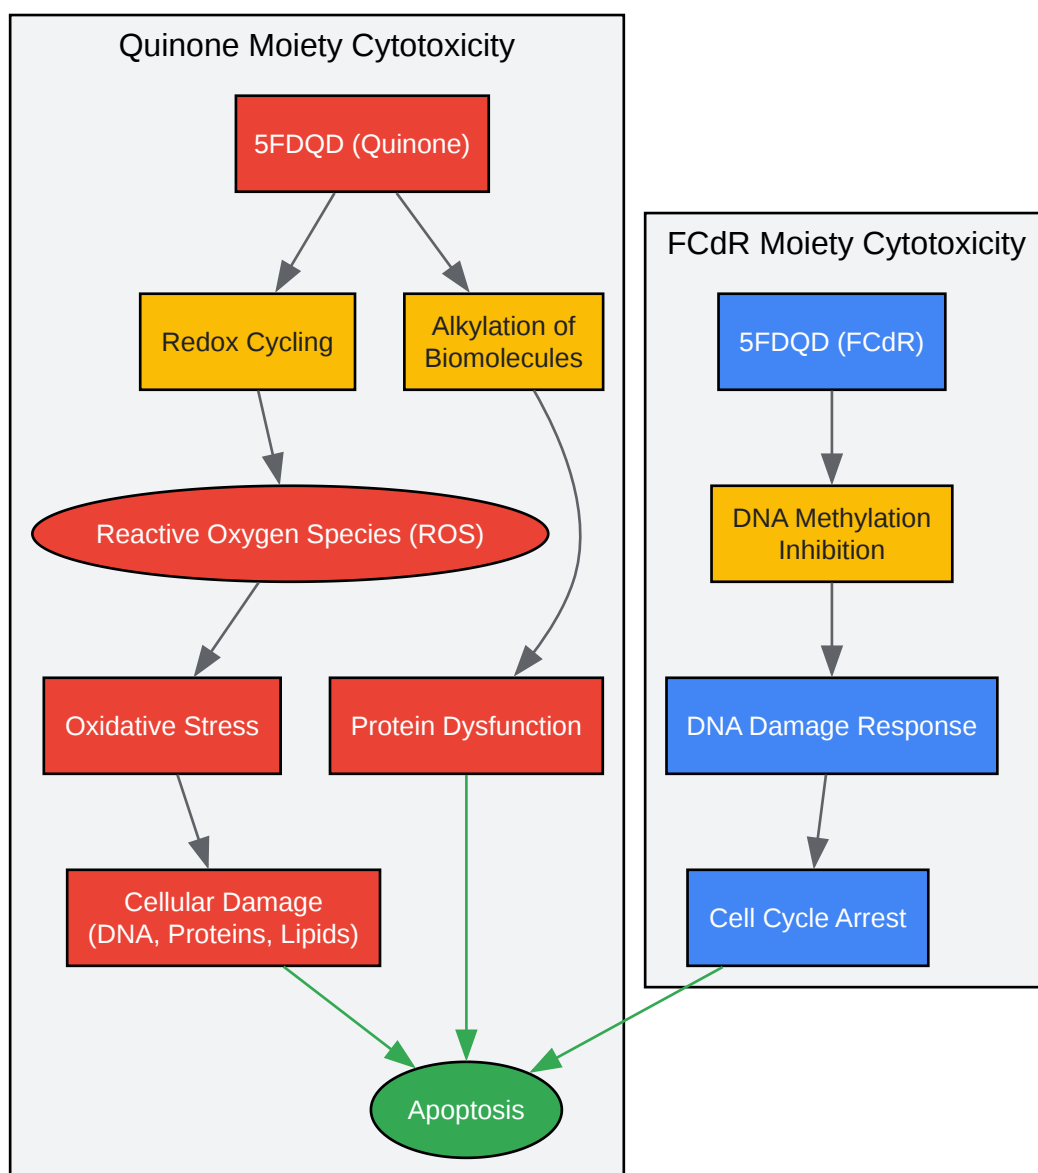 Quinone Moiety Cytotoxicity
5FDQD (Quinone)
Redox Cycling
Alkylation of
Biomolecules
Reactive Oxygen Species (ROS)
Oxidative Stress
Protein Dysfunction
Cellular Damage
(DNA, Proteins, Lipids)
Apoptosis
FCdR Moiety Cytotoxicity
5FDQD (FCdR)
DNA Methylation
Inhibition
DNA Damage Response
Cell Cycle Arrest